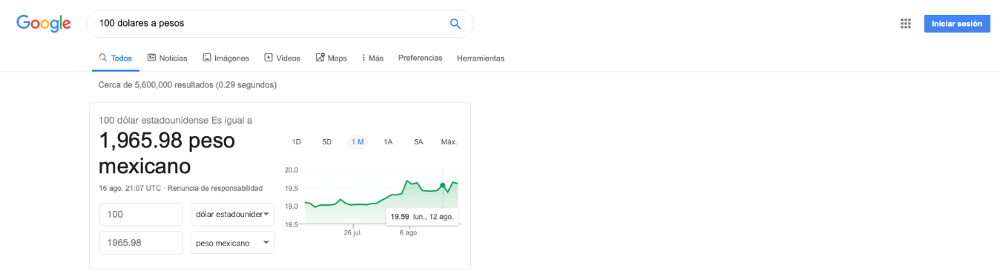 Google
100 dolares a pesos
Iniciar sesión
Todos Noticias Imágenes Videos Maps Más Preferencias Herramientas
Cerca de 5,600,000 resultados (0.29 segundos)
100 dólar estadounidense Es igual a
1,965.98 peso
mexicano
16 ago. 21:07 UTC · Renuncia de responsabilidad
100 dólar estadounider
1965.98 peso mexicano
1D 5D 1 M 1A 5A Máx.
20.0
19.5
19.0
18.5
19.59 lun., 12 ago.
26 jul. 6 ago.